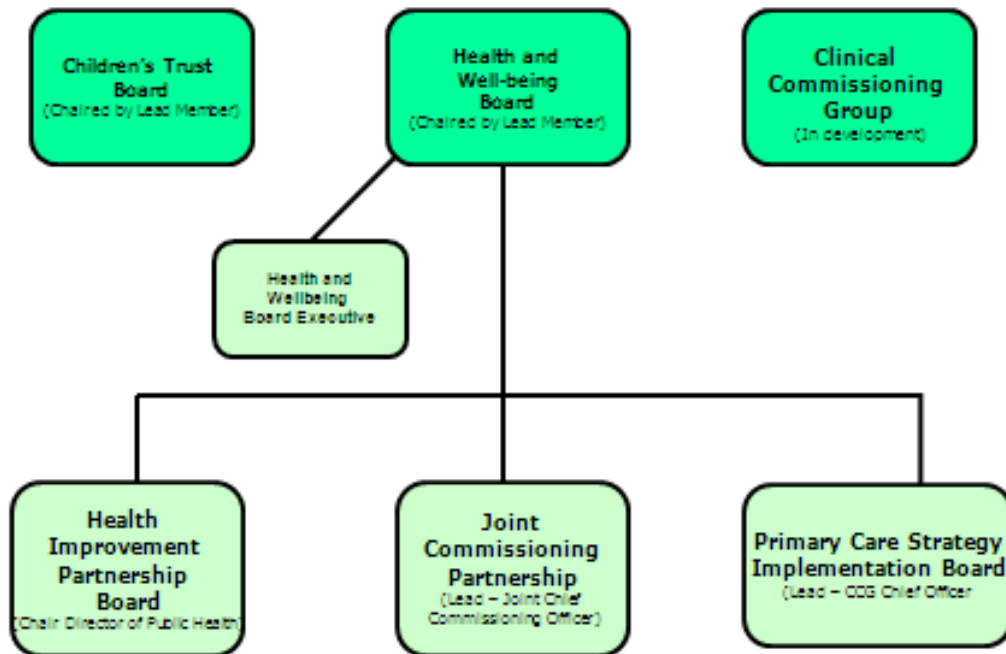 Children's Trust
Board
(Chaired by Lead Member)
Health and
Well-being
Board
(Chaired by Lead Member)
Clinical
Commissioning
Group
(In development)
Health and
Wellbeing
Board Executive
Health
Improvement
Partnership
Board
(Chair Director of Public Health)
Joint
Commissioning
Partnership
(Lead – Joint Chief
Commissioning Officer)
Primary Care Strategy
Implementation Board
(Lead – CCG Chief Officer